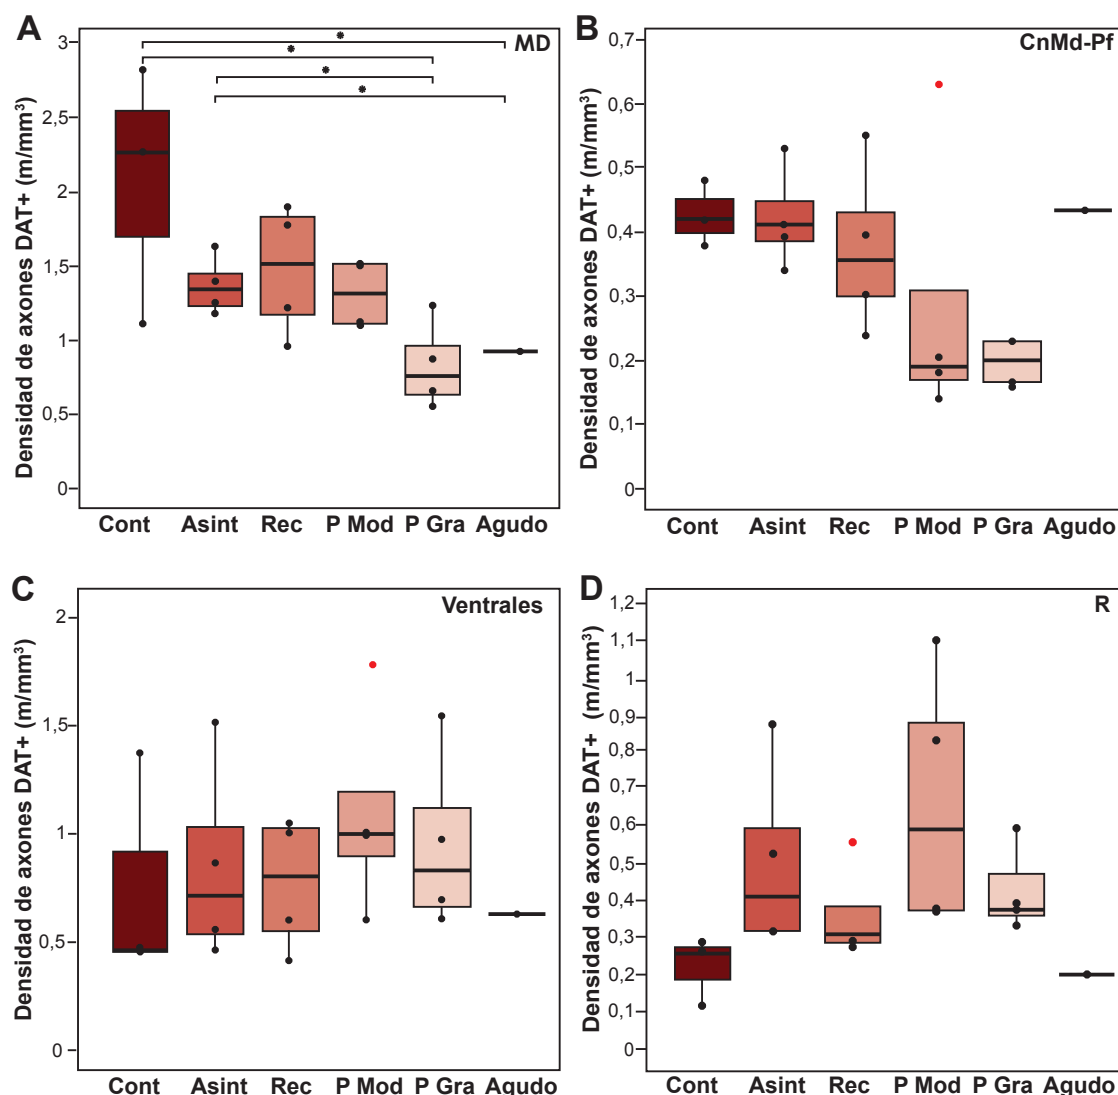 A
MD
Densidad de axones DAT+ (m/mm³)
3
2,5
2
1,5
1
0,5
0
*
*
*
*
Cont Asint Rec P Mod P Gra Agudo
B
CnMd-Pf
Densidad de axones DAT+ (m/mm³)
0,7
0,6
0,5
0,4
0,3
0,2
0,1
0
Cont Asint Rec P Mod P Gra Agudo
C
Ventrales
Densidad de axones DAT+ (m/mm³)
2
1,5
1
0,5
0
Cont Asint Rec P Mod P Gra Agudo
D
R
Densidad de axones DAT+ (m/mm³)
1,2
1,1
1
0,9
0,8
0,7
0,6
0,5
0,4
0,3
0,2
0,1
0
Cont Asint Rec P Mod P Gra Agudo